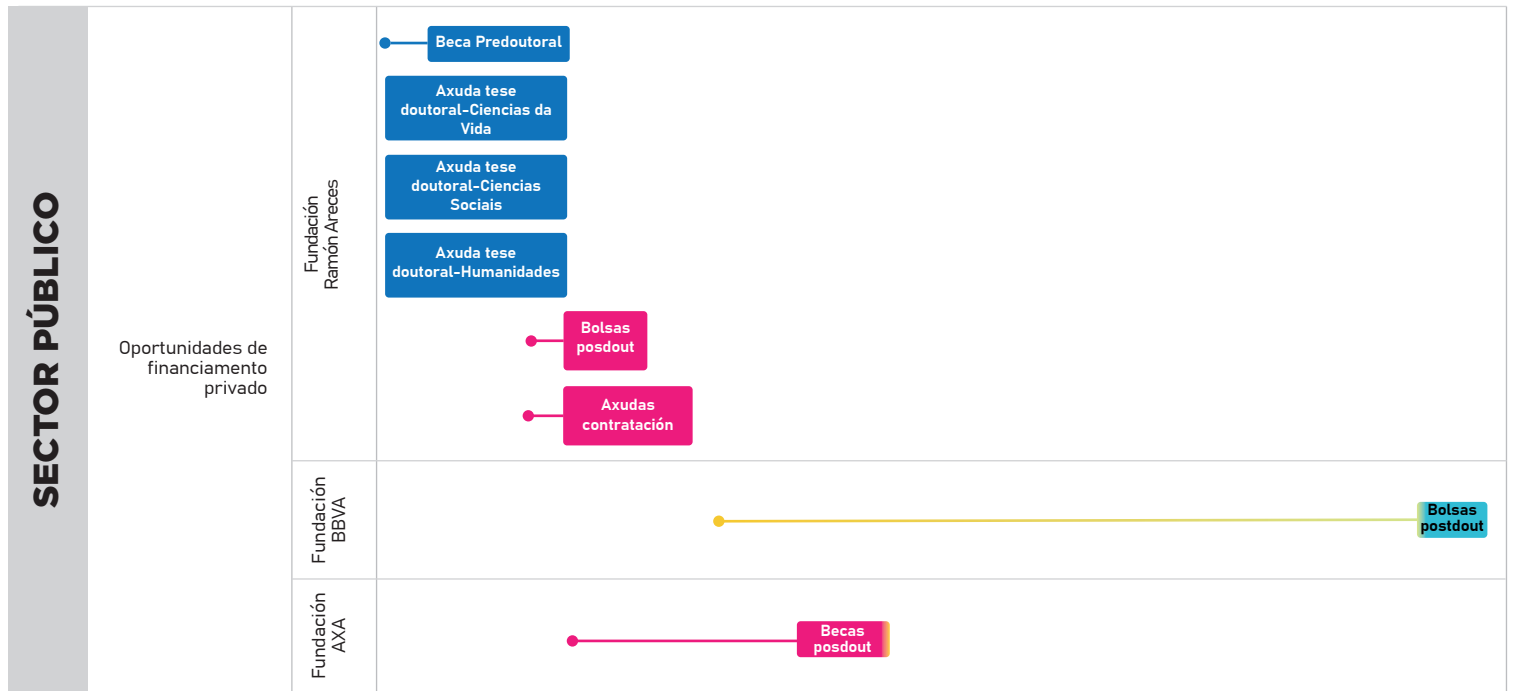 SECTOR PÚBLICO
Oportunidades de
financiamento
privado
Fundación
Ramón Areces
Beca Predoutoral
Axuda tese
doutoral-Ciencias da
Vida
Axuda tese
doutoral-Ciencias
Sociais
Axuda tese
doutoral-Humanidades
Bolsas
posdout
Axudas
contratación
Fundación
BBVA
Bolsas
postdout
Fundación
AXA
Becas
posdout